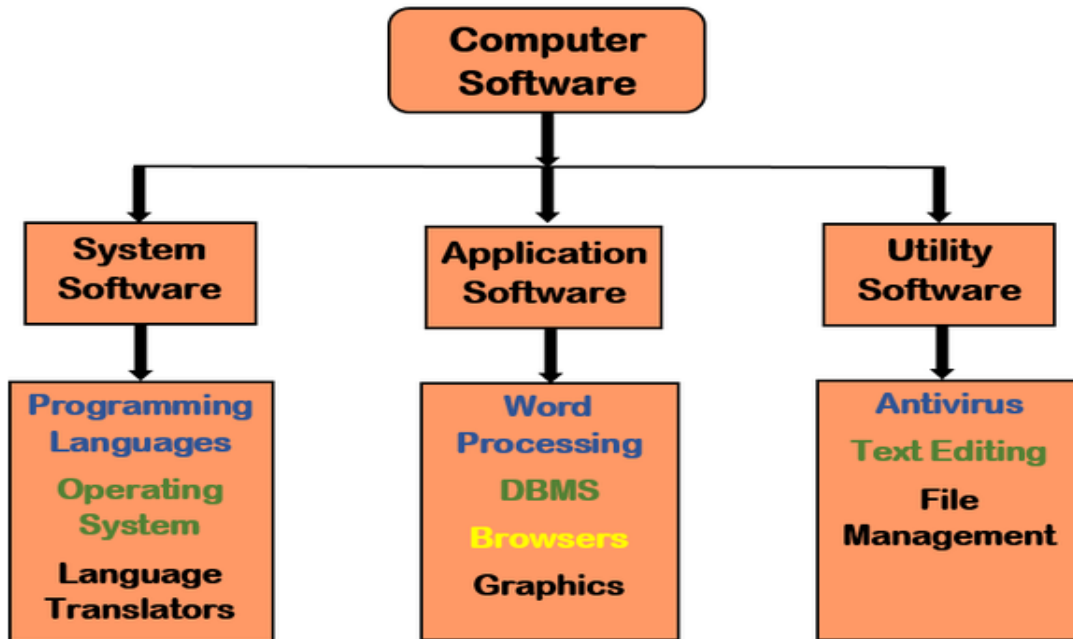 Computer
Software
System
Software
Application
Software
Utility
Software
Programming
Languages
Operating
System
Language
Translators
Word
Processing
DBMS
Browsers
Graphics
Antivirus
Text Editing
File
Management